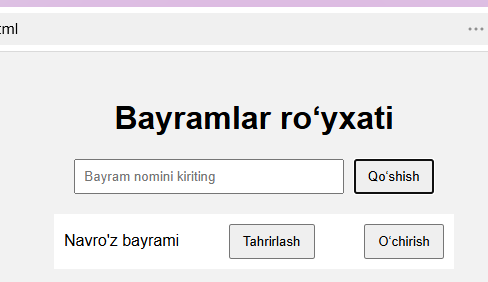 tml
Bayramlar ro‘yxati
Bayram nomini kiriting
Qo‘shish
Navro'z bayrami
Tahrirlash
O‘chirish